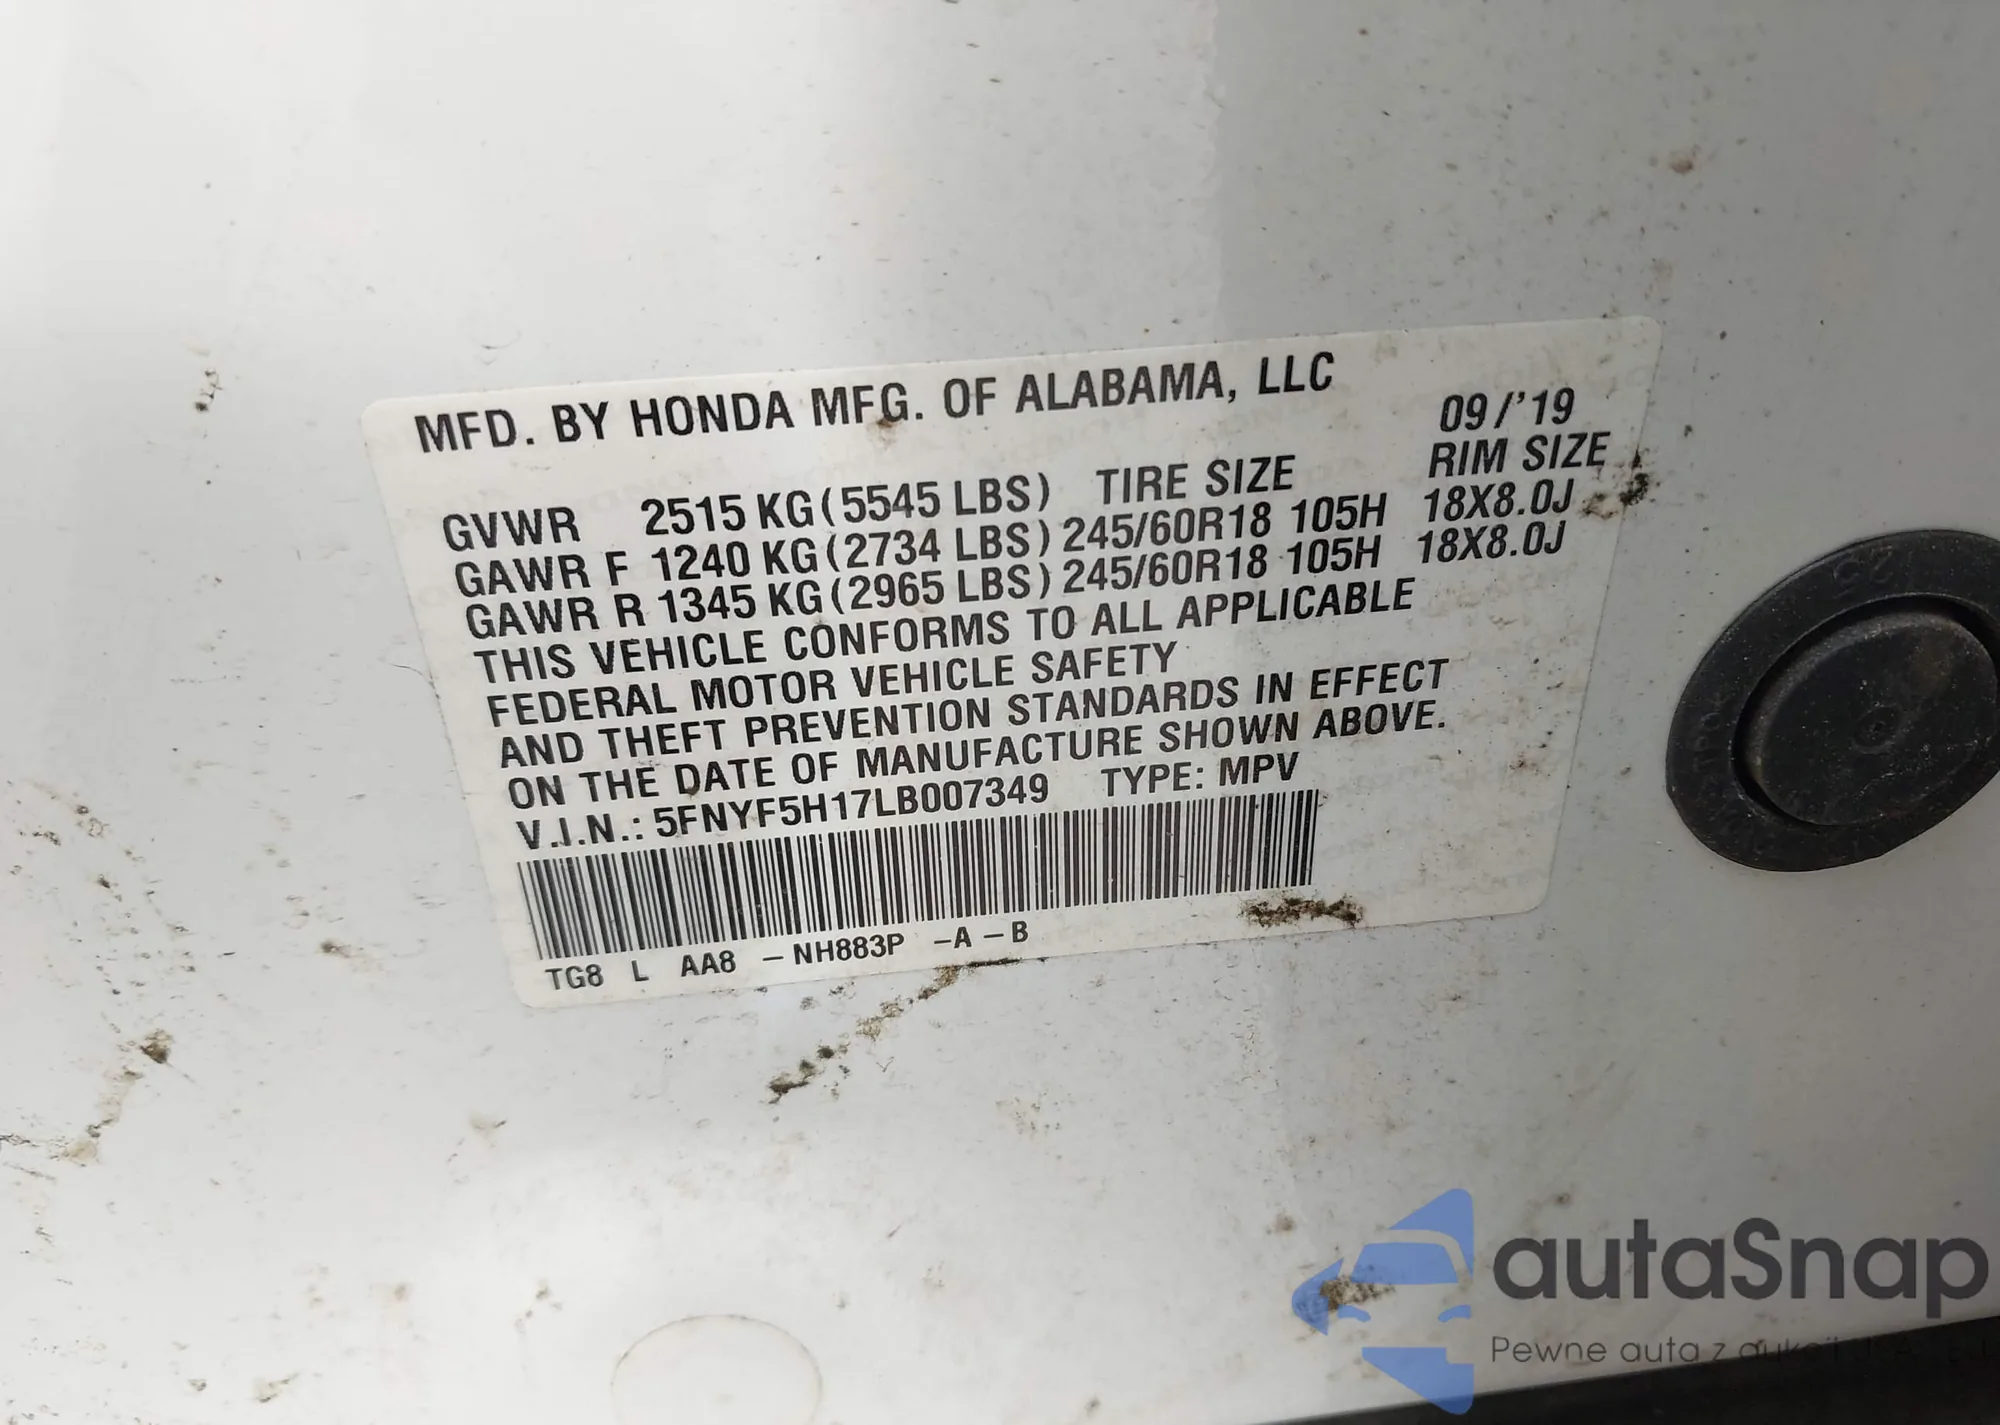 MFD. BY HONDA MFG. OF ALABAMA, LLC
09/'19
GVWR 2515 KG (5545 LBS) TIRE SIZE RIM SIZE
GAWR F 1240 KG (2734 LBS) 245/60R18 105H 18X8.0J
GAWR R 1345 KG (2965 LBS) 245/60R18 105H 18X8.0J
THIS VEHICLE CONFORMS TO ALL APPLICABLE
FEDERAL MOTOR VEHICLE SAFETY
AND THEFT PREVENTION STANDARDS IN EFFECT
ON THE DATE OF MANUFACTURE SHOWN ABOVE.
V.I.N.: 5FNYF5H17LB007349 TYPE: MPV
TG8 L AA8 – NH883P –A – B
autaSnap
Pewne auta z aukcji